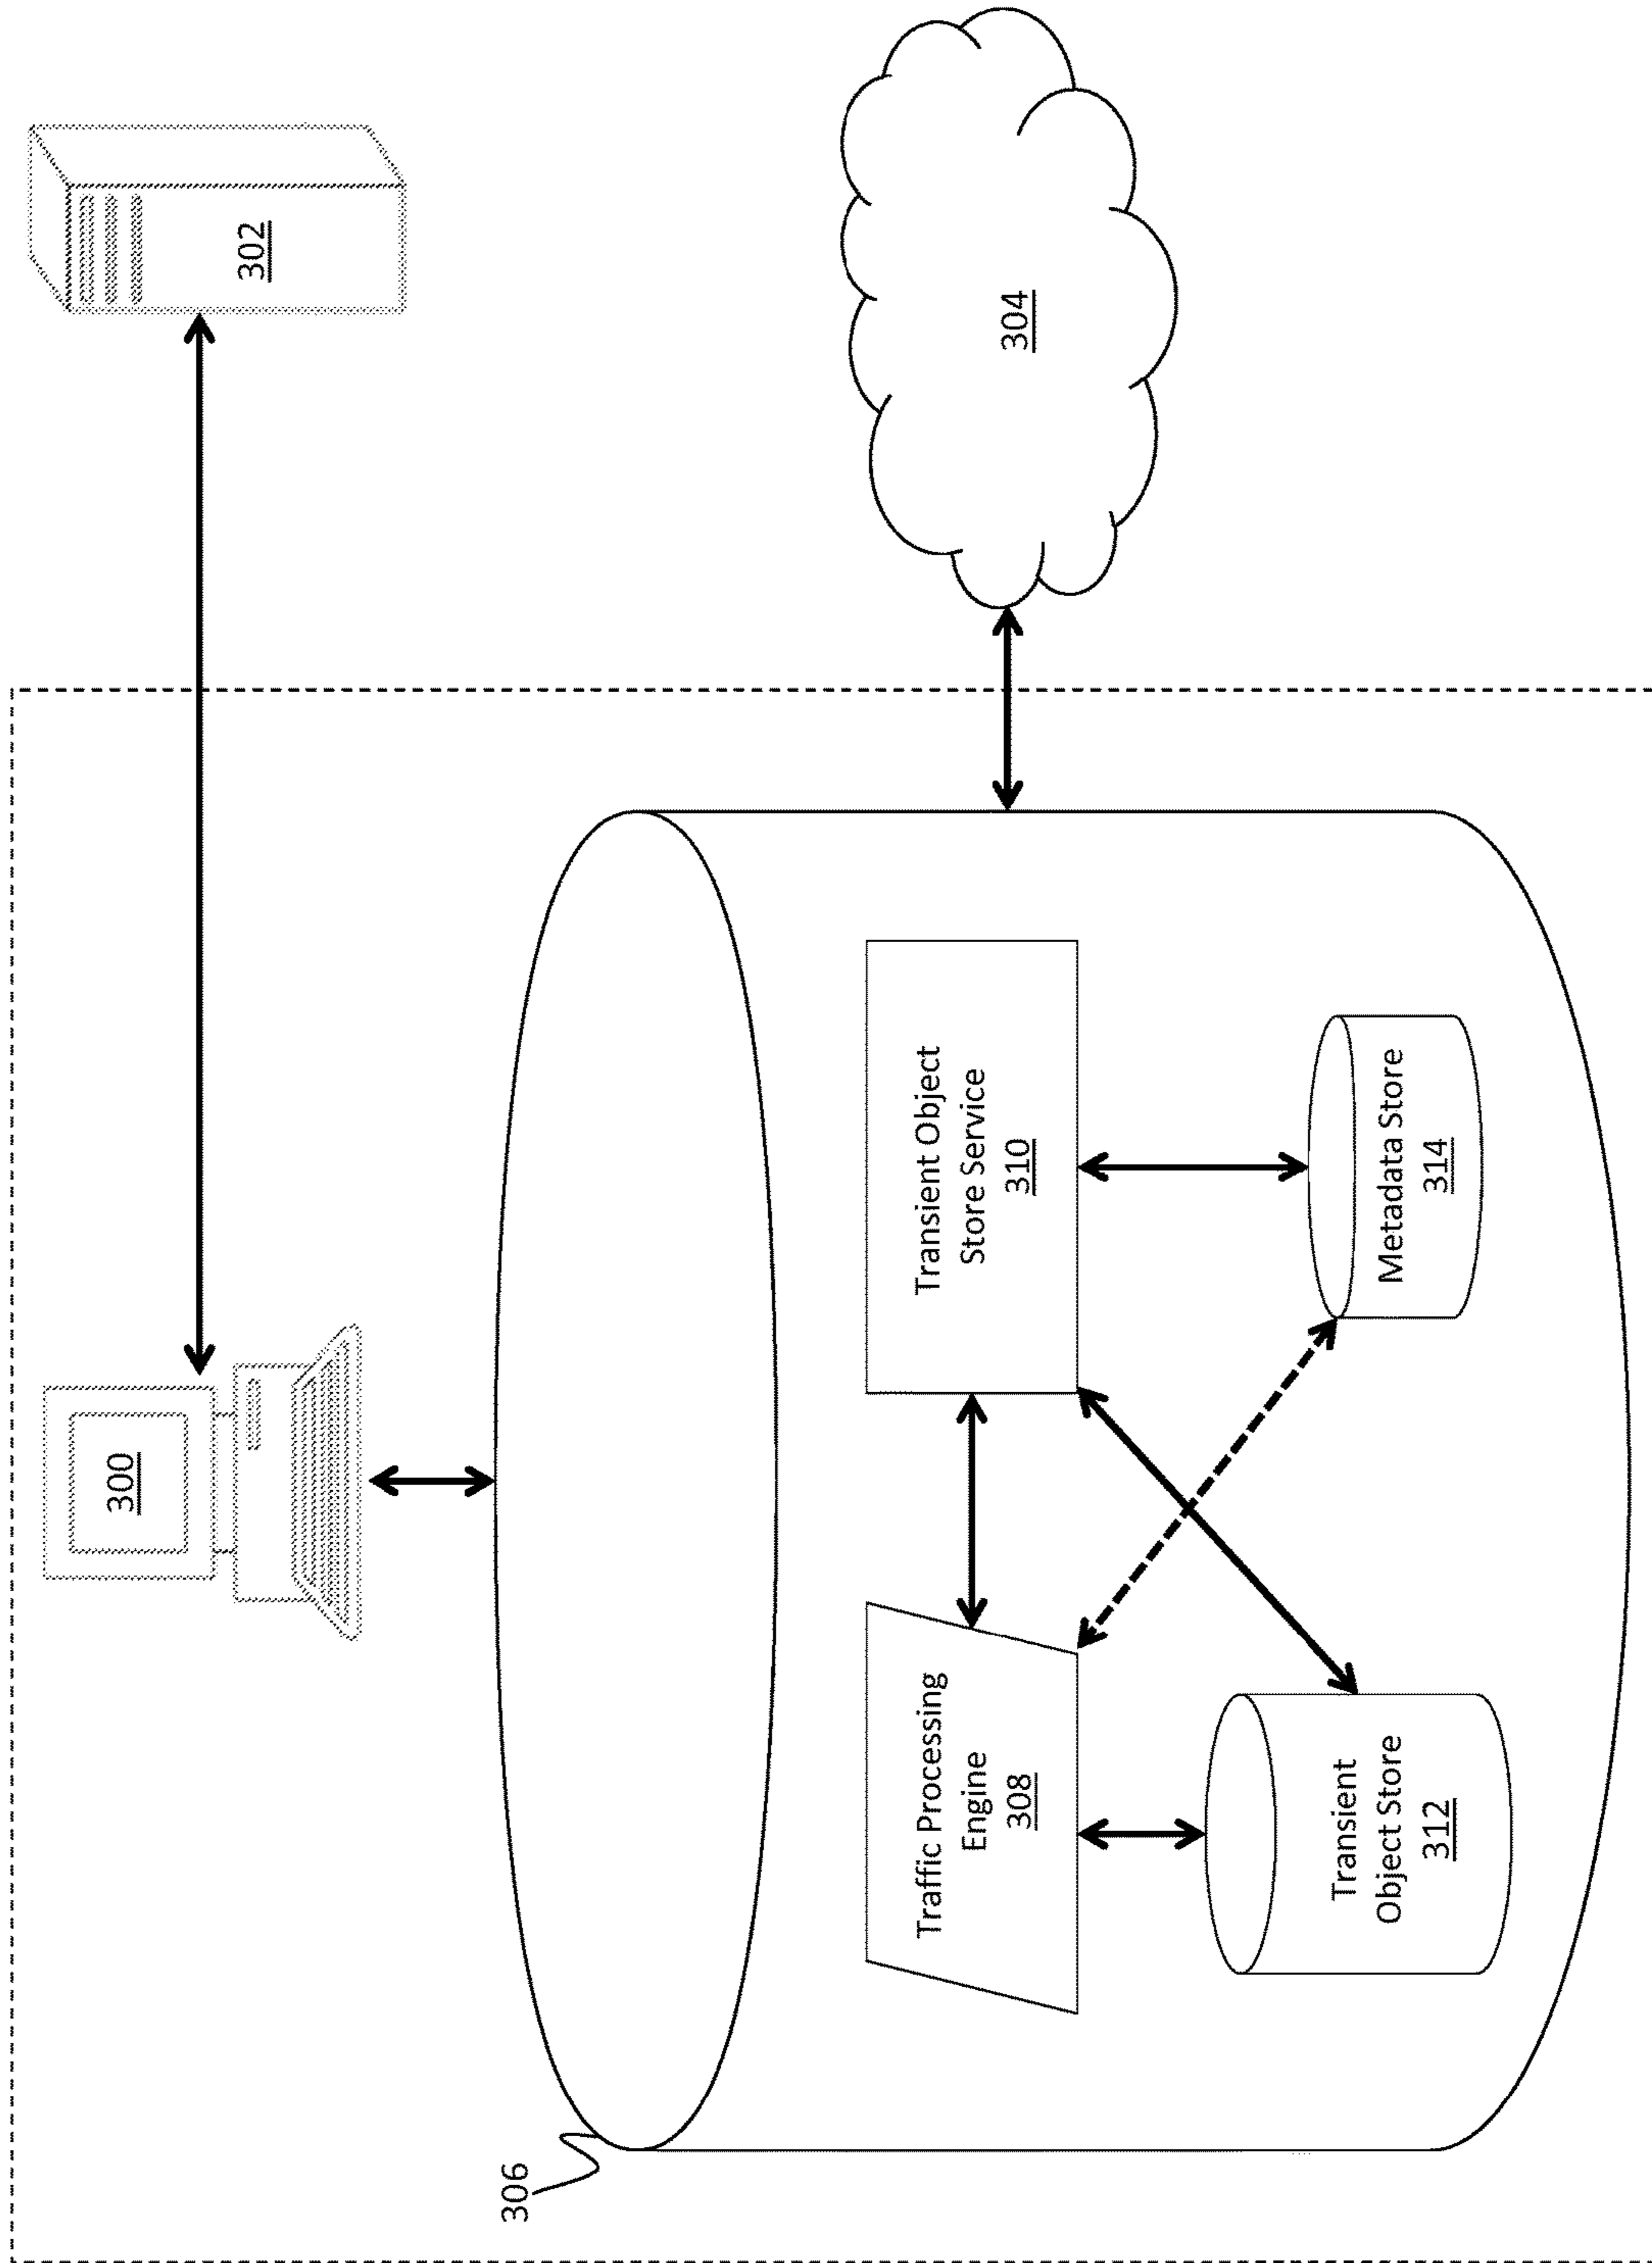 300
302
304
306
Traffic Processing
Engine
308
Transient Object
Store Service
310
Transient
Object Store
312
Metadata Store
314